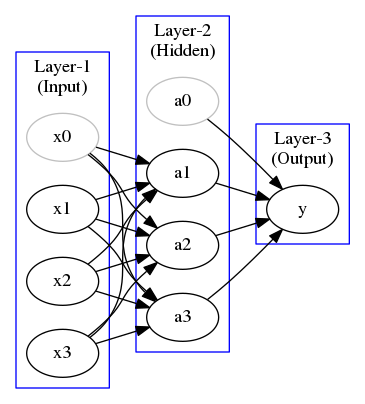 Layer-1
(Input)
x0
x1
x2
x3
Layer-2
(Hidden)
a0
a1
a2
a3
Layer-3
(Output)
y